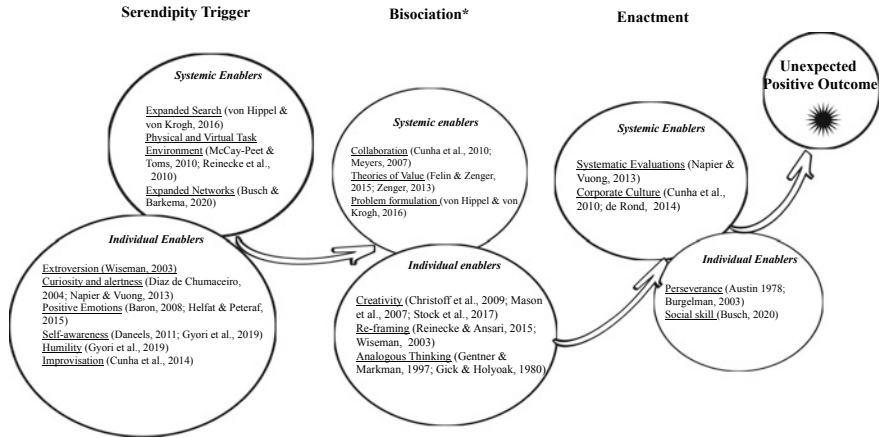 Serendipity Trigger
Bisociation*
Enactment
Systemic Enablers
Expanded Search (von Hippel &
von Krogh, 2016)
Physical and Virtual Task
Environment (McCay-Peet &
Toms, 2010; Reinecke et al.,
2010)
Expanded Networks (Busch &
Barkema, 2020)
Individual Enablers
Extroversion (Wiseman, 2003)
Curiosity and alertness (Diaz de Chumaceiro,
2004; Napier & Vuong, 2013)
Positive Emotions (Baron, 2008; Helfat & Peteraf,
2015)
Self-awareness (Daneels, 2011; Gyori et al., 2019)
Humility (Gyori et al., 2019)
Improvisation (Cunha et al., 2014)
Systemic enablers
Collaboration (Cunha et al., 2010;
Meyers, 2007)
Theories of Value (Felin & Zenger,
2015; Zenger, 2013)
Problem formulation (von Hippel & von
Krogh, 2016)
Individual enablers
Creativity (Christoff et al., 2009; Mason
et al., 2007; Stock et al., 2017)
Re-framing (Reinecke & Ansari, 2015;
Wiseman, 2003)
Analogous Thinking (Gentner &
Markman, 1997; Gick & Holyoak, 1980)
Systemic Enablers
Systematic Evaluations (Napier &
Vuong, 2013)
Corporate Culture (Cunha et al.,
2010; de Rond, 2014)
Individual Enablers
Perseverance (Austin 1978;
Burgelman, 2003)
Social skill (Busch, 2020)
Unexpected
Positive Outcome